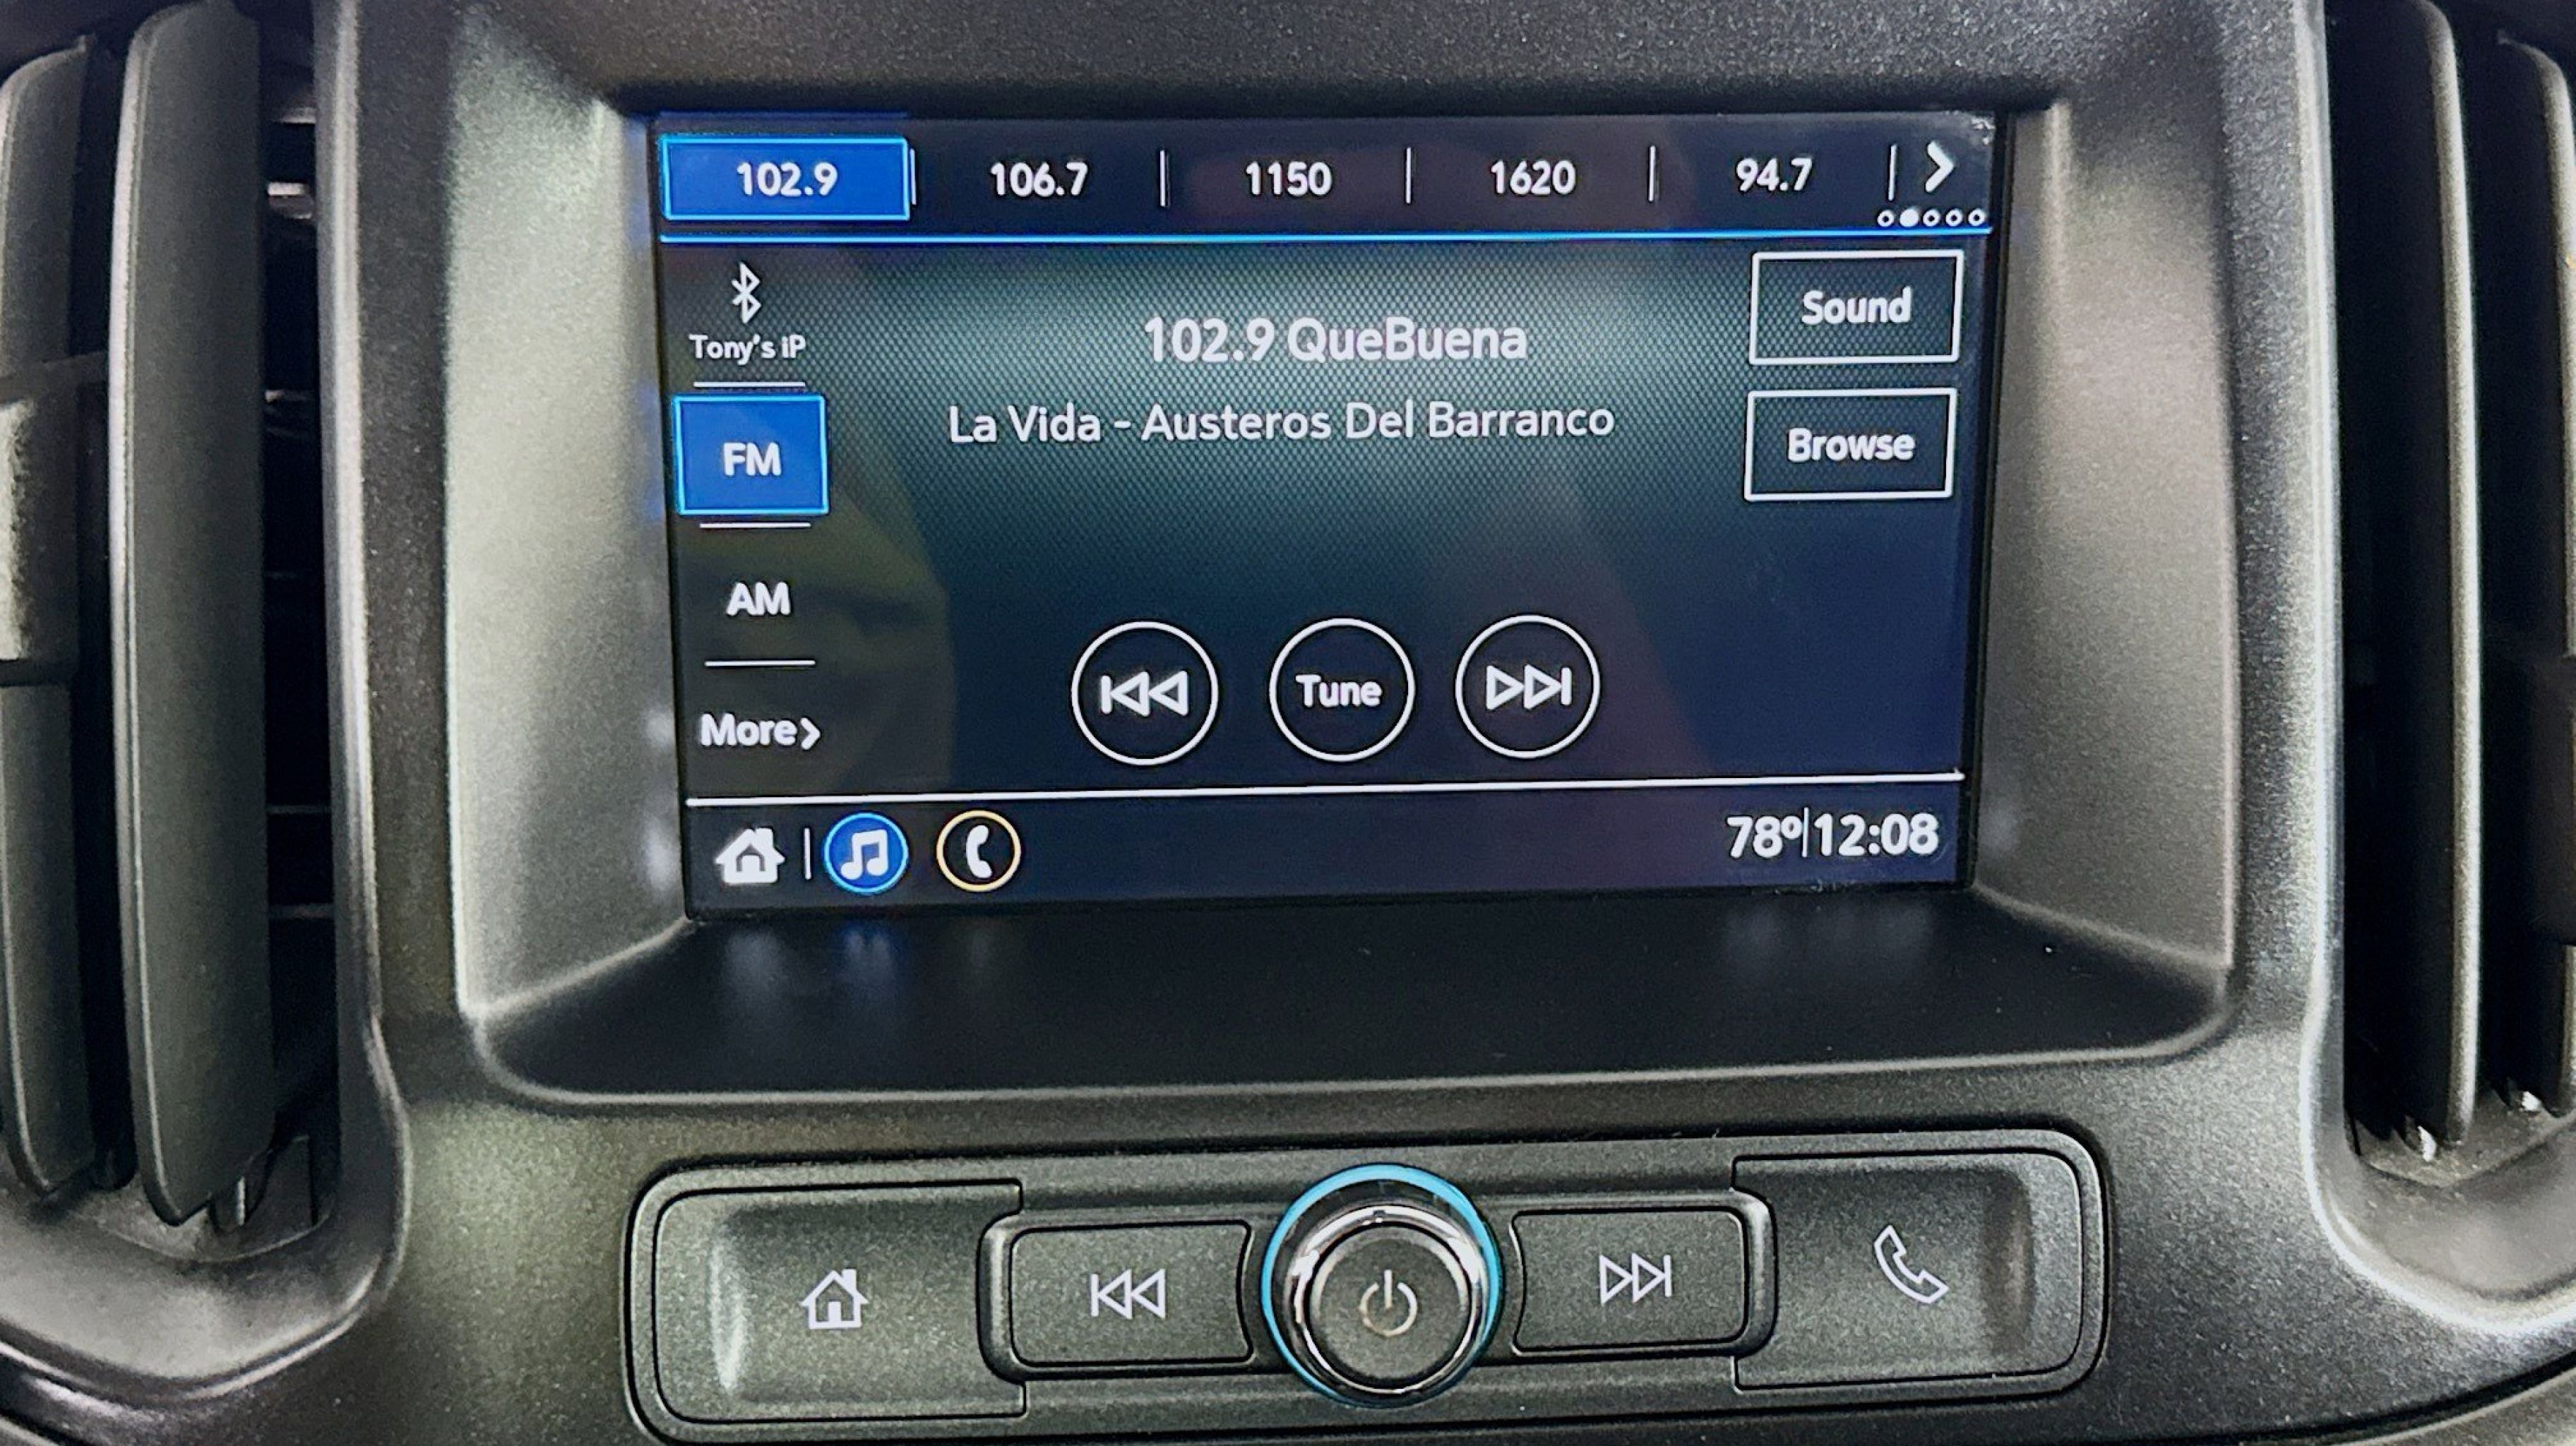 102.9 | 106.7 | 1150 | 1620 | 94.7 |
Tony's iP
102.9 QueBuena
Sound
La Vida - Austeros Del Barranco
Browse
FM
AM
Tune
More>
78°|12:08